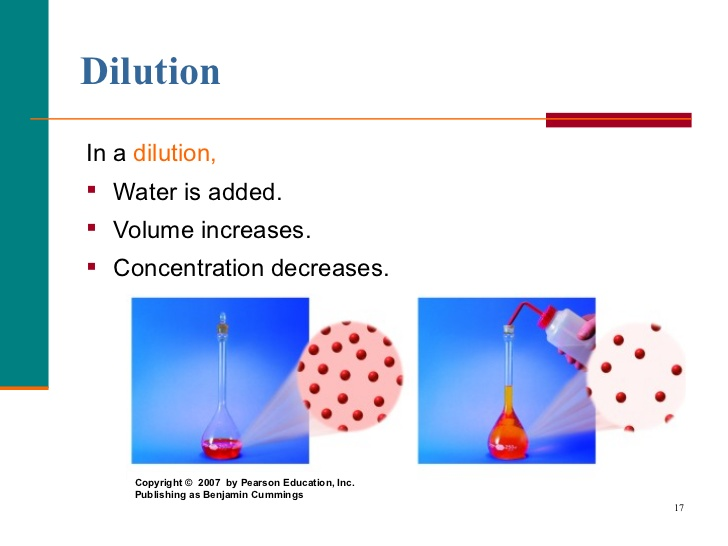 Dilution
In a dilution,
Water is added.
Volume increases.
Concentration decreases.
Copyright © 2007 by Pearson Education, Inc.
Publishing as Benjamin Cummings
17